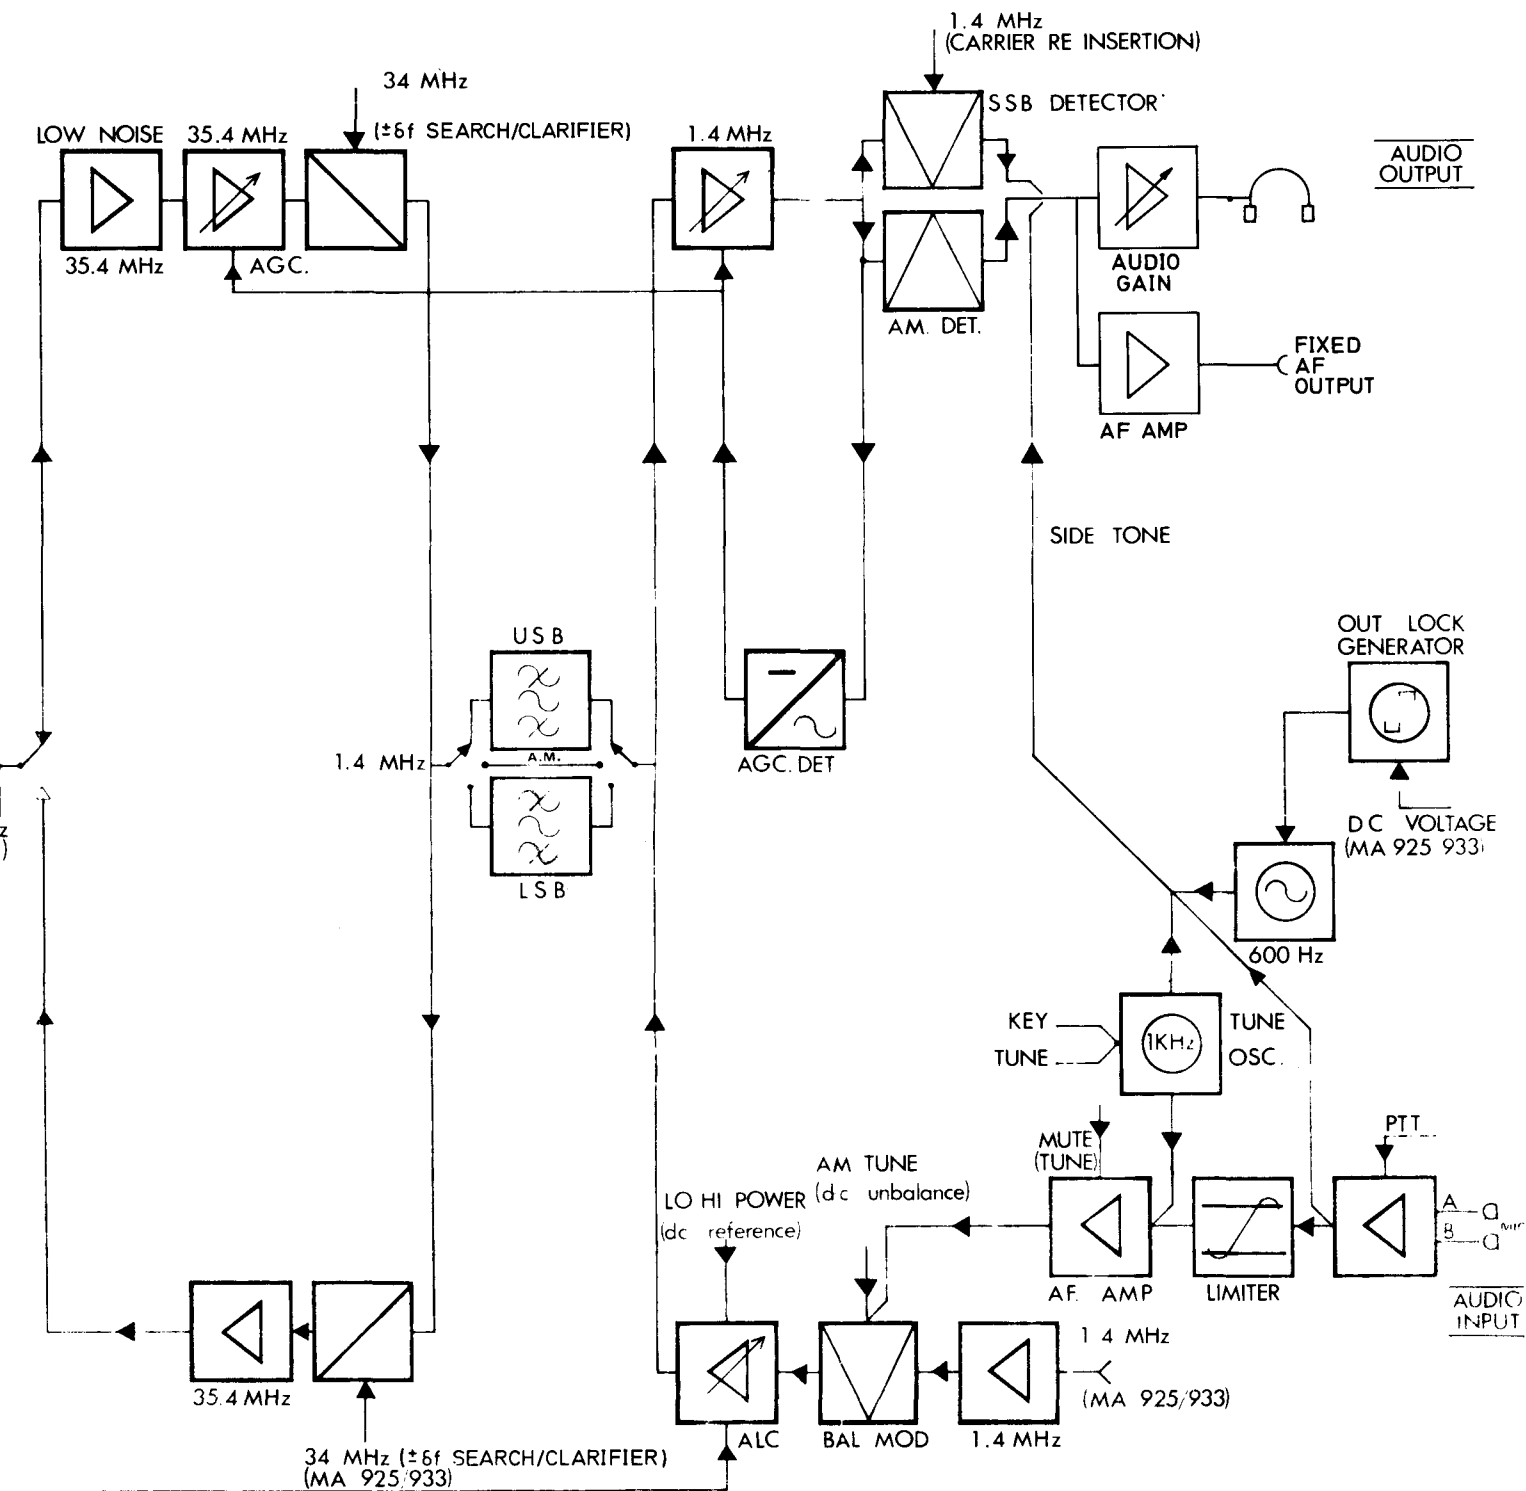 1.4 MHz
(CARRIER RE INSERTION)
34 MHz
(±δf SEARCH/CLARIFIER)
SSB DETECTOR
LOW NOISE
35.4 MHz
1.4 MHz
AUDIO
OUTPUT
35.4 MHz
AGC.
AUDIO
GAIN
AM. DET.
FIXED
AF
OUTPUT
AF AMP
SIDE TONE
OUT LOCK
GENERATOR
USB
1.4 MHz
A.M.
AGC. DET
LSB
DC VOLTAGE
(MA 925 933)
z
)
600 Hz
KEY
TUNE
1KHz
TUNE
OSC.
PTT
MUTE
(TUNE)
AM TUNE
(dc unbalance)
LO HI POWER
(dc reference)
A
B
MIC
AF. AMP
LIMITER
AUDIO
INPUT
1 4 MHz
(MA 925/933)
35.4 MHz
ALC
BAL MOD
1.4 MHz
34 MHz (±δf SEARCH/CLARIFIER)
(MA 925/933)